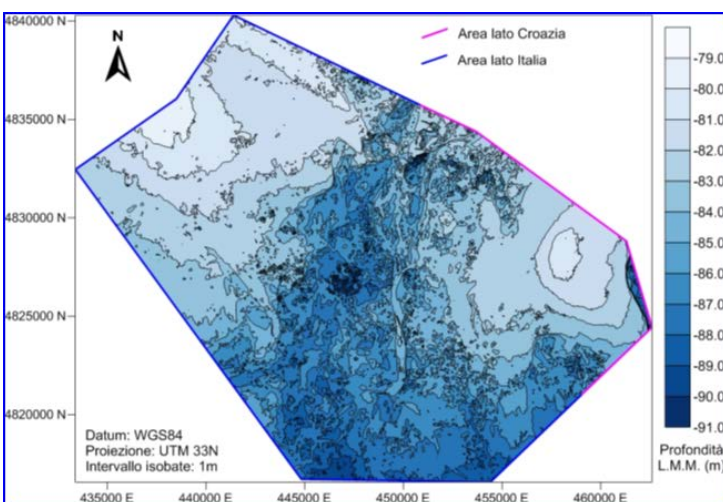 4840000 N
4835000 N
4830000 N
4825000 N
4820000 N
N
Area lato Croazia
Area lato Italia
-79.0
-80.0
-81.0
-82.0
-83.0
-84.0
-85.0
-86.0
-87.0
-88.0
-89.0
-90.0
-91.0
Profondità
L.M.M. (m)
Datum: WGS84
Proiezione: UTM 33N
Intervallo isobate: 1m
435000 E
440000 E
445000 E
450000 E
455000 E
460000 E